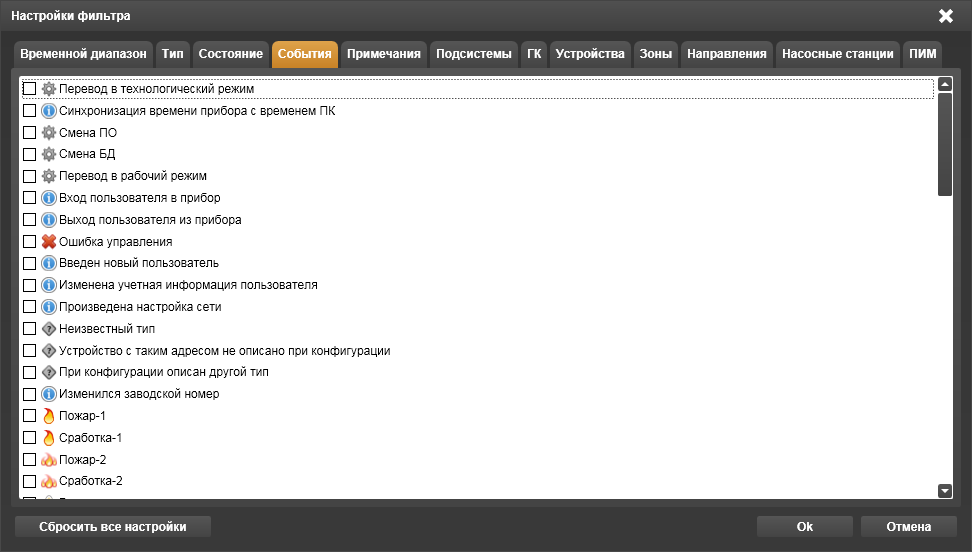 Настройки фильтра
Временной диапазон Тип Состояние События Примечания Подсистемы ГК Устройства Зоны Направления Насосные станции ПИМ
Перевод в технологический режим
Синхронизация времени прибора с временем ПК
Смена ПО
Смена БД
Перевод в рабочий режим
Вход пользователя в прибор
Выход пользователя из прибора
Ошибка управления
Введен новый пользователь
Изменена учетная информация пользователя
Произведена настройка сети
Неизвестный тип
Устройство с таким адресом не описано при конфигурации
При конфигурации описан другой тип
Изменился заводской номер
Пожар-1
Сработка-1
Пожар-2
Сработка-2
Сбросить все настройки Ok Отмена